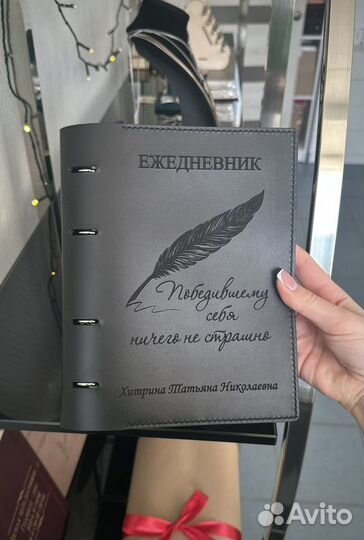 ЕЖЕДНЕВНИК
Победившему
себя
ничего не страшно
Хитрина Татьяна Николаевна
Avito